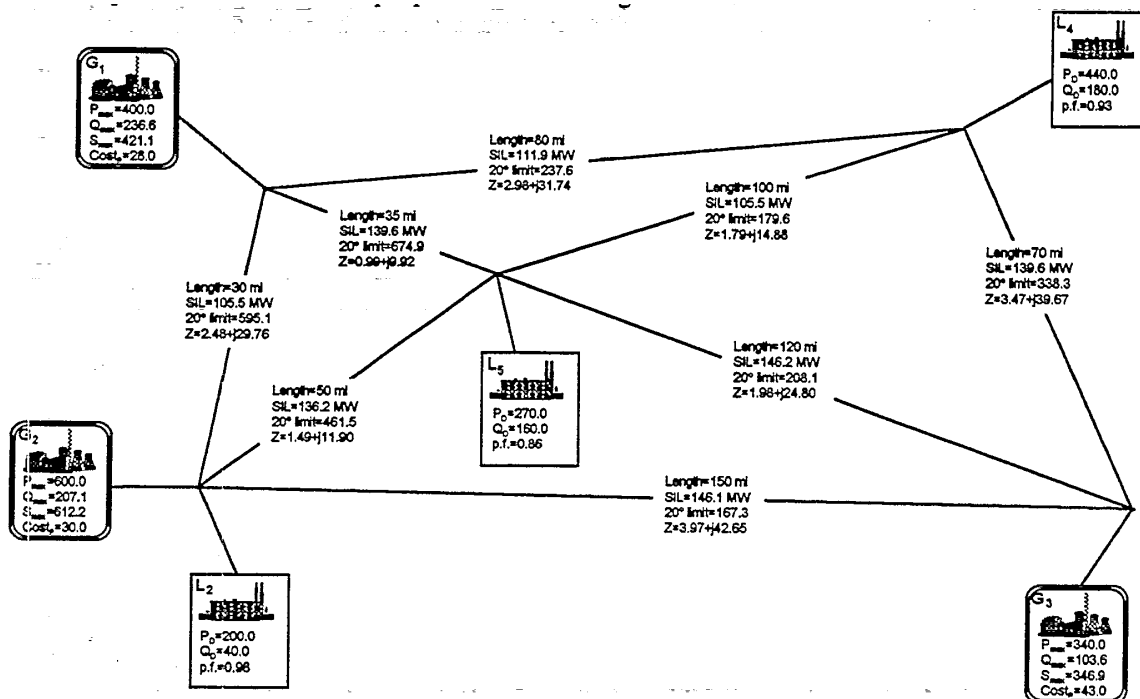 G₁
Pmax=400.0
Qmax=236.6
Smax=421.1
Costₑ=28.0
L₄
P_D=440.0
Q_D=180.0
p.f.=0.93
Length=80 mi
SIL=111.9 MW
20° limit=237.6
Z=2.98+j31.74
Length=100 mi
SIL=105.5 MW
20° limit=179.6
Z=1.79+j14.88
Length=35 mi
SIL=139.6 MW
20° limit=674.9
Z=0.99+j9.92
Length=70 mi
SIL=139.6 MW
20° limit=338.3
Z=3.47+j39.67
Length=30 mi
SIL=105.5 MW
20° limit=595.1
Z=2.48+j29.76
Length=120 mi
SIL=146.2 MW
20° limit=208.1
Z=1.98+j24.80
L₅
P_D=270.0
Q_D=160.0
p.f.=0.86
Length=50 mi
SIL=136.2 MW
20° limit=461.5
Z=1.49+j11.90
G₂
Pmax=600.0
Qmax=207.1
Smax=612.2
Costₑ=30.0
Length=150 mi
SIL=146.1 MW
20° limit=167.3
Z=3.97+j42.65
L₂
P_D=200.0
Q_D=40.0
p.f.=0.98
G₃
Pmax=340.0
Qmax=103.6
Smax=346.9
Costₑ=43.0